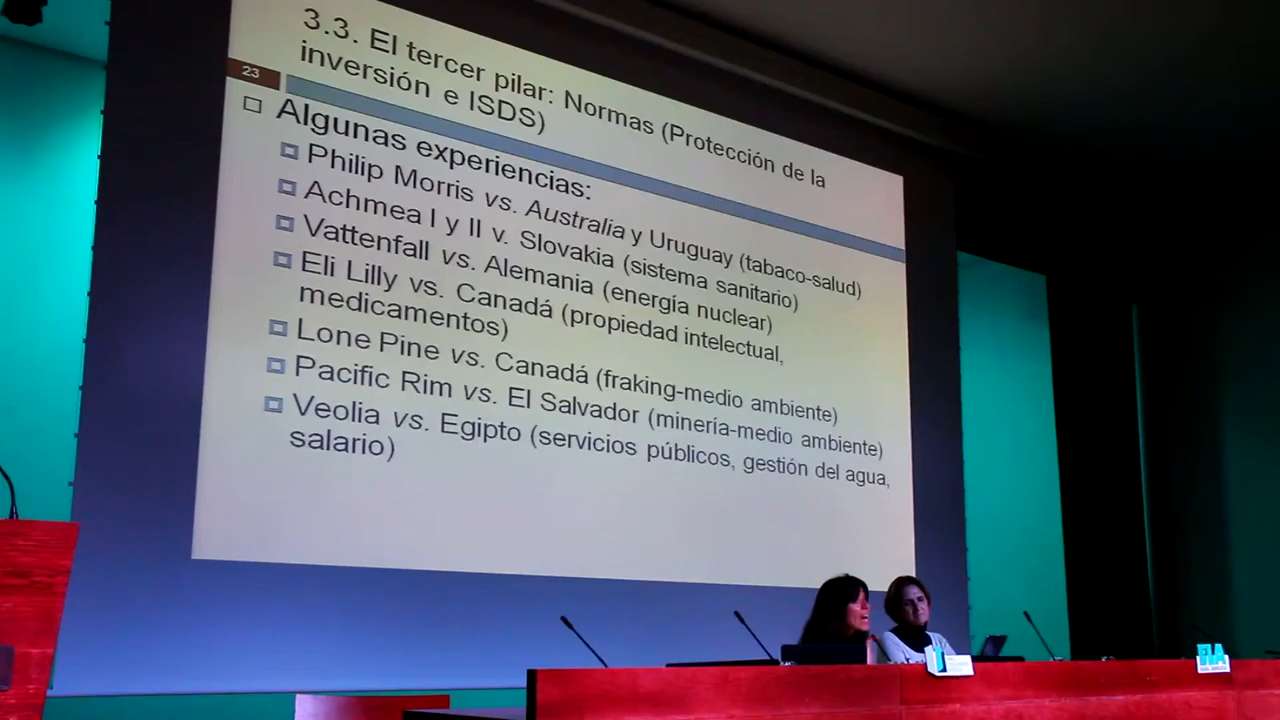 3.3. El tercer pilar: Normas (Protección de la
inversión e ISDS)
23
Algunas experiencias:
Philip Morris vs. Australia y Uruguay (tabaco-salud)
Achmea I y II v. Slovakia (sistema sanitario)
Vattenfall vs. Alemania (energía nuclear)
Eli Lilly vs. Canadá (propiedad intelectual,
medicamentos)
Lone Pine vs. Canadá (fraking-medio ambiente)
Pacific Rim vs. El Salvador (minería-medio ambiente)
Veolia vs. Egipto (servicios públicos, gestión del agua,
salario)